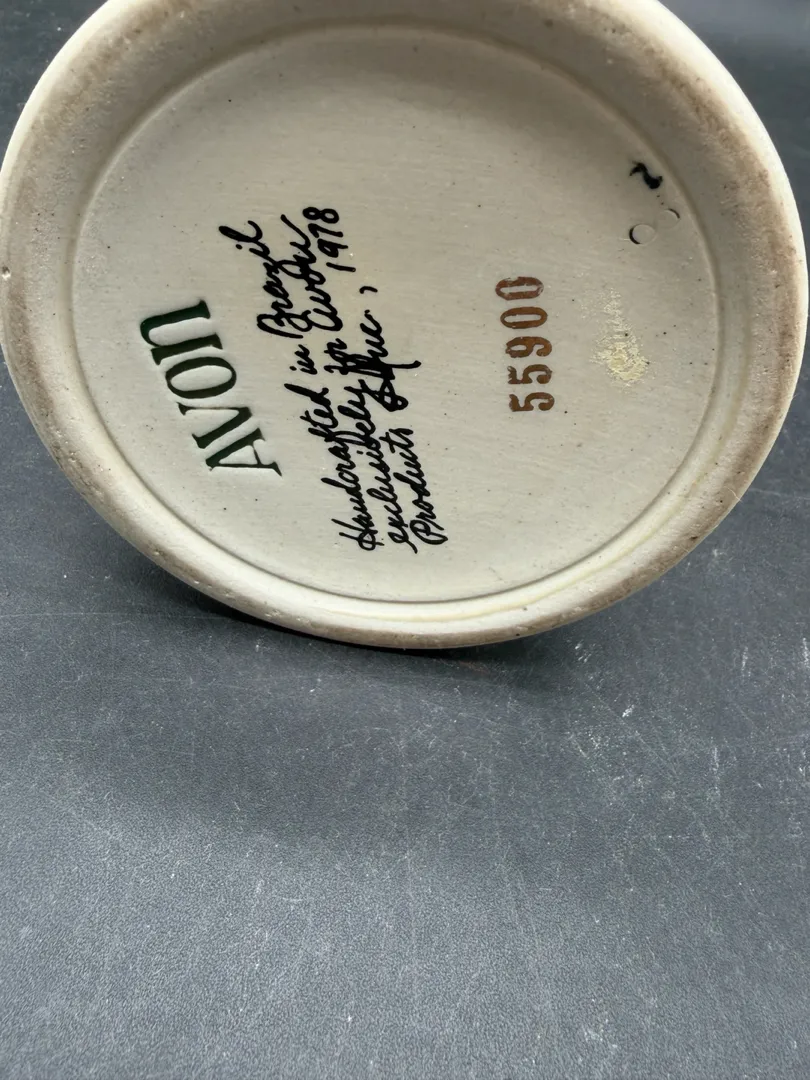 AVON
Handcrafted in Brazil
exclusively for Avon
Products, Inc., 1978
55900